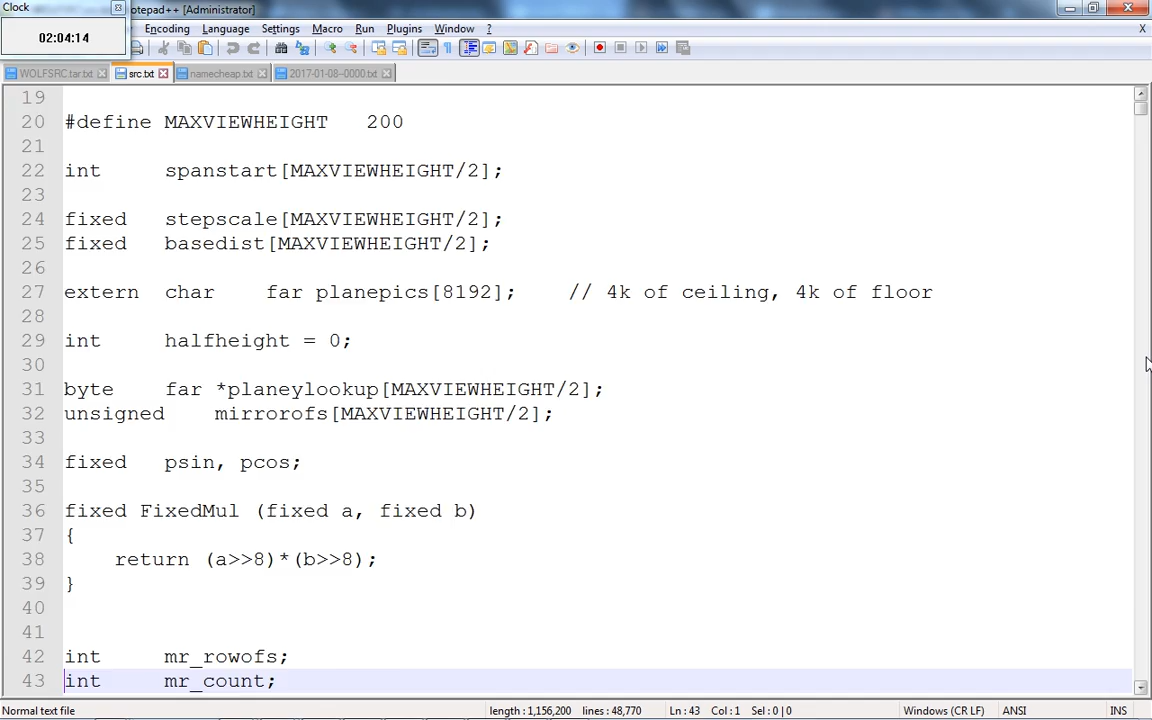 Clock
otepad++ [Administrator]
02:04:14
Encoding Language Settings Macro Run Plugins Window X
WOLFSRC.tar.txt src.txt namecheap.txt 2017-01-08--0000.txt
19
20 #define MAXVIEWHEIGHT 200
21
22 int spanstart[MAXVIEWHEIGHT/2];
23
24 fixed stepscale[MAXVIEWHEIGHT/2];
25 fixed basedist[MAXVIEWHEIGHT/2];
26
27 extern char far planepics[8192]; // 4k of ceiling, 4k of floor
28
29 int halfheight = 0;
30
31 byte far *planeylookup[MAXVIEWHEIGHT/2];
32 unsigned mirrorofs[MAXVIEWHEIGHT/2];
33
34 fixed psin, pcos;
35
36 fixed FixedMul (fixed a, fixed b)
37 {
38 return (a>>8)*(b>>8);
39 }
40
41
42 int mr_rowofs;
43 int mr_count;
Normal text file length : 1,156,200 lines : 48,770 Ln : 43 Col : 1 Sel : 0 | 0 Windows (CR LF) ANSI INS